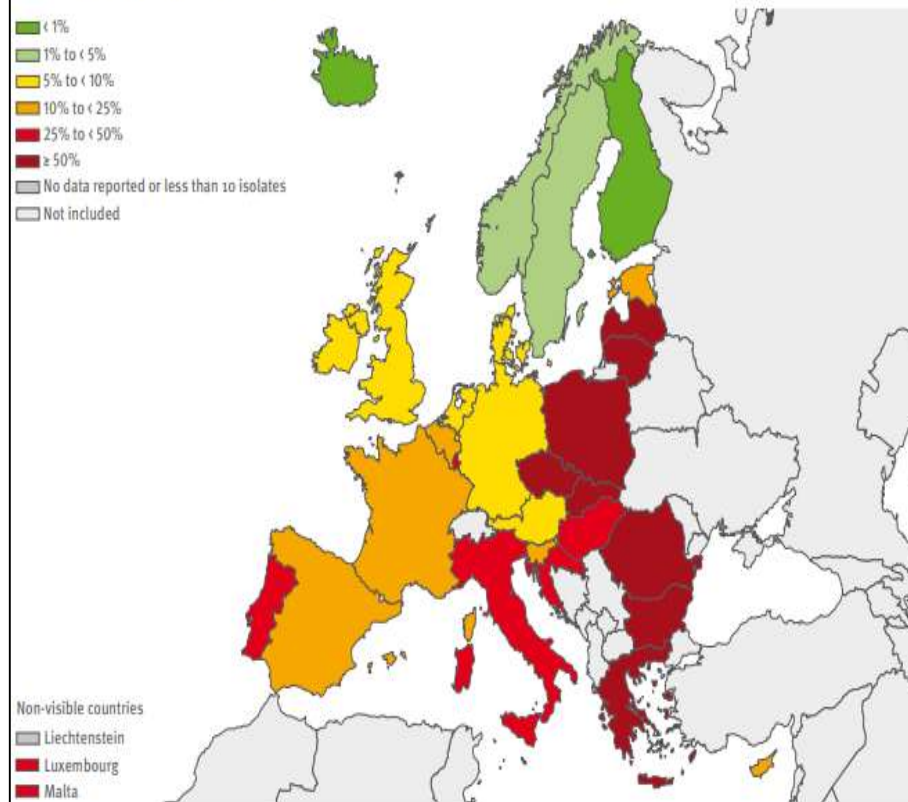 < 1%
1% to < 5%
5% to < 10%
10% to < 25%
25% to < 50%
≥ 50%
No data reported or less than 10 isolates
Not included
Non-visible countries
Liechtenstein
Luxembourg
Malta